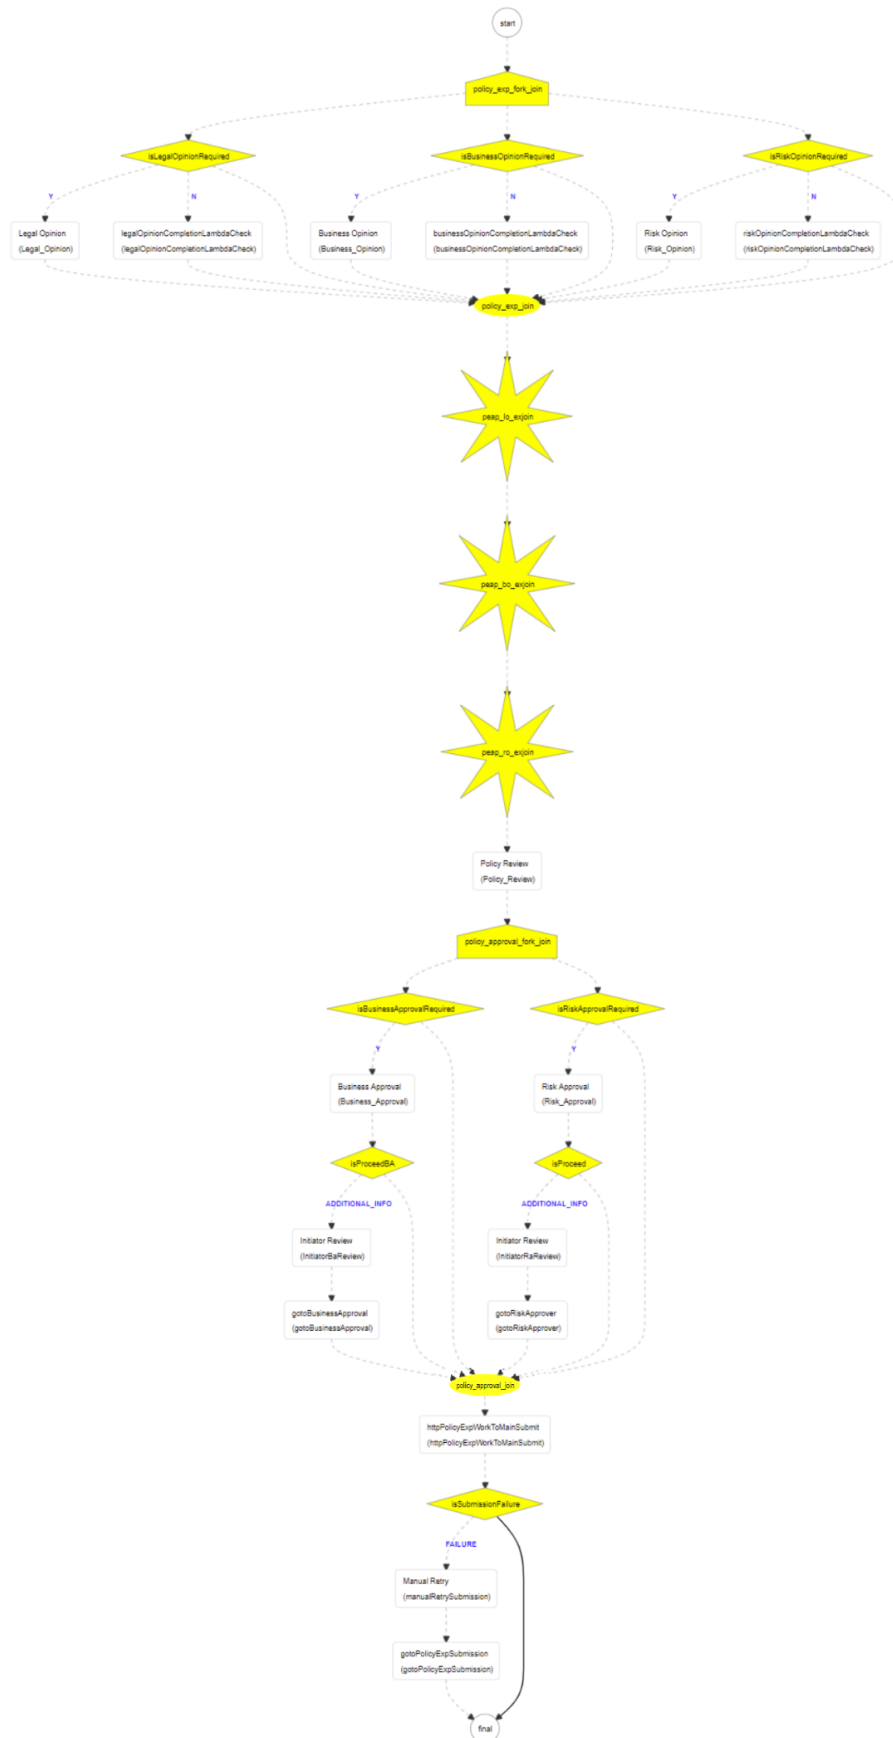 start
policy_exp_fork_join
isLegalOpinionRequired
isBusinessOpinionRequired
isRiskOpinionRequired
Y
N
Y
N
Y
N
Legal Opinion
(Legal_Opinion)
legalOpinionCompletionLambdaCheck
(legalOpinionCompletionLambdaCheck)
Business Opinion
(Business_Opinion)
businessOpinionCompletionLambdaCheck
(businessOpinionCompletionLambdaCheck)
Risk Opinion
(Risk_Opinion)
riskOpinionCompletionLambdaCheck
(riskOpinionCompletionLambdaCheck)
policy_exp_join
peap_lo_exjoin
peap_bo_exjoin
peap_ro_exjoin
Policy Review
(Policy_Review)
policy_approval_fork_join
isBusinessApprovalRequired
isRiskApprovalRequired
Y
Y
Business Approval
(Business_Approval)
Risk Approval
(Risk_Approval)
isProceedBA
isProceed
ADDITIONAL_INFO
ADDITIONAL_INFO
Initiator Review
(InitiatorBaReview)
Initiator Review
(InitiatorRaReview)
gotoBusinessApproval
(gotoBusinessApproval)
gotoRiskApprover
(gotoRiskApprover)
policy_approval_join
httpPolicyExpWorkToMainSubmit
(httpPolicyExpWorkToMainSubmit)
isSubmissionFailure
FAILURE
Manual Retry
(manualRetrySubmission)
gotoPolicyExpSubmission
(gotoPolicyExpSubmission)
final